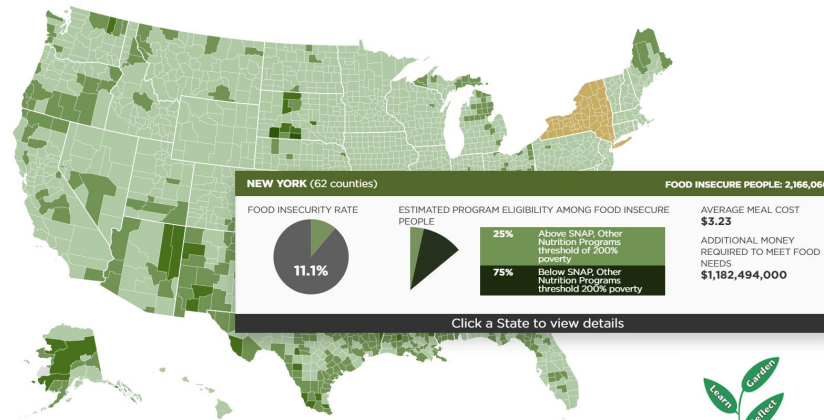 NEW YORK (62 counties)
FOOD INSECURE PEOPLE: 2,166,06
FOOD INSECURITY RATE
11.1%
ESTIMATED PROGRAM ELIGIBILITY AMONG FOOD INSECURE
PEOPLE
25%
Above SNAP, Other
Nutrition Programs
threshold of 200%
poverty
75%
Below SNAP, Other
Nutrition Programs
threshold 200% poverty
AVERAGE MEAL COST
$3.23
ADDITIONAL MONEY
REQUIRED TO MEET FOOD
NEEDS
$1,182,494,000
Click a State to view details
Learn
Garden
Reflect